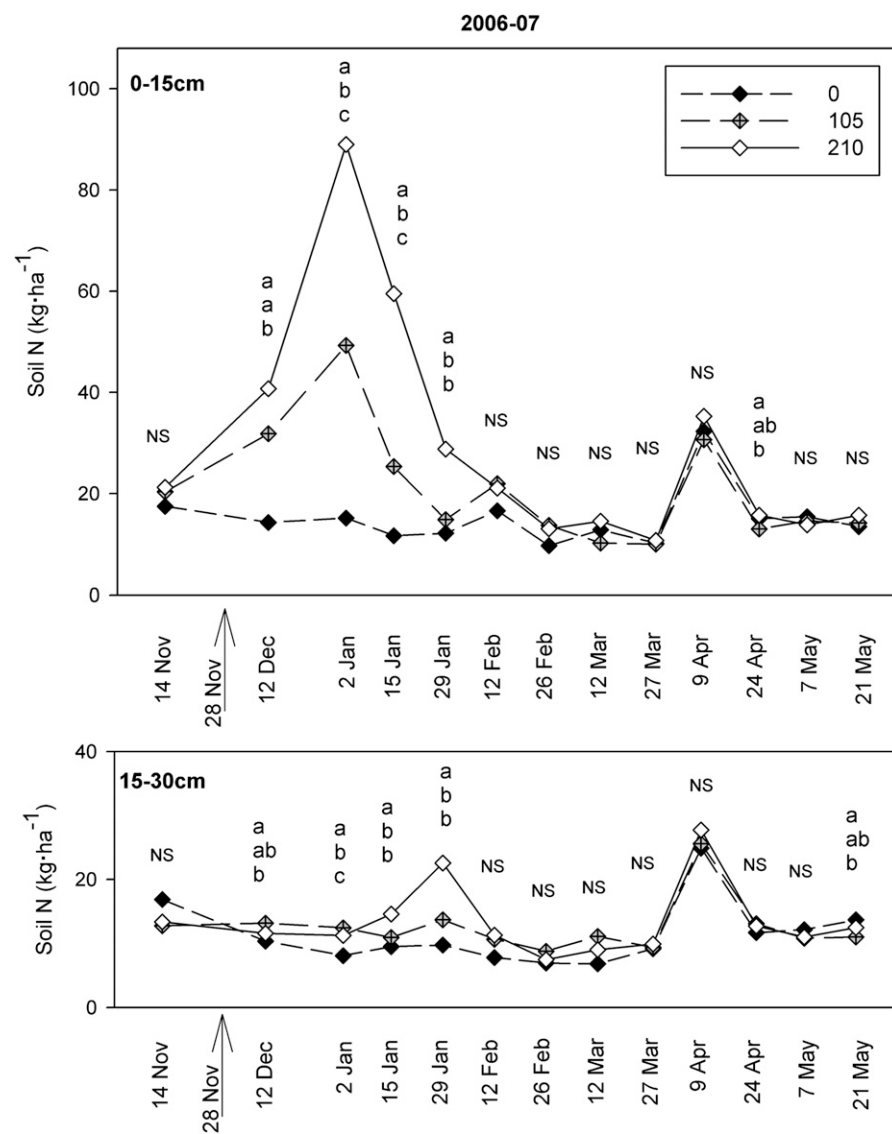 2006-07
0-15cm
0
105
210
Soil N (kg·ha⁻¹)
100
80
60
40
20
0
NS
a
a
b
a
b
c
a
b
c
a
b
b
NS
NS
NS
NS
NS
a
ab
b
NS
NS
14 Nov
28 Nov
12 Dec
2 Jan
15 Jan
29 Jan
12 Feb
26 Feb
12 Mar
27 Mar
9 Apr
24 Apr
7 May
21 May
15-30cm
Soil N (kg·ha⁻¹)
40
20
0
NS
a
ab
b
a
b
c
a
b
b
a
b
b
NS
NS
NS
NS
NS
NS
NS
a
ab
b
14 Nov
28 Nov
12 Dec
2 Jan
15 Jan
29 Jan
12 Feb
26 Feb
12 Mar
27 Mar
9 Apr
24 Apr
7 May
21 May